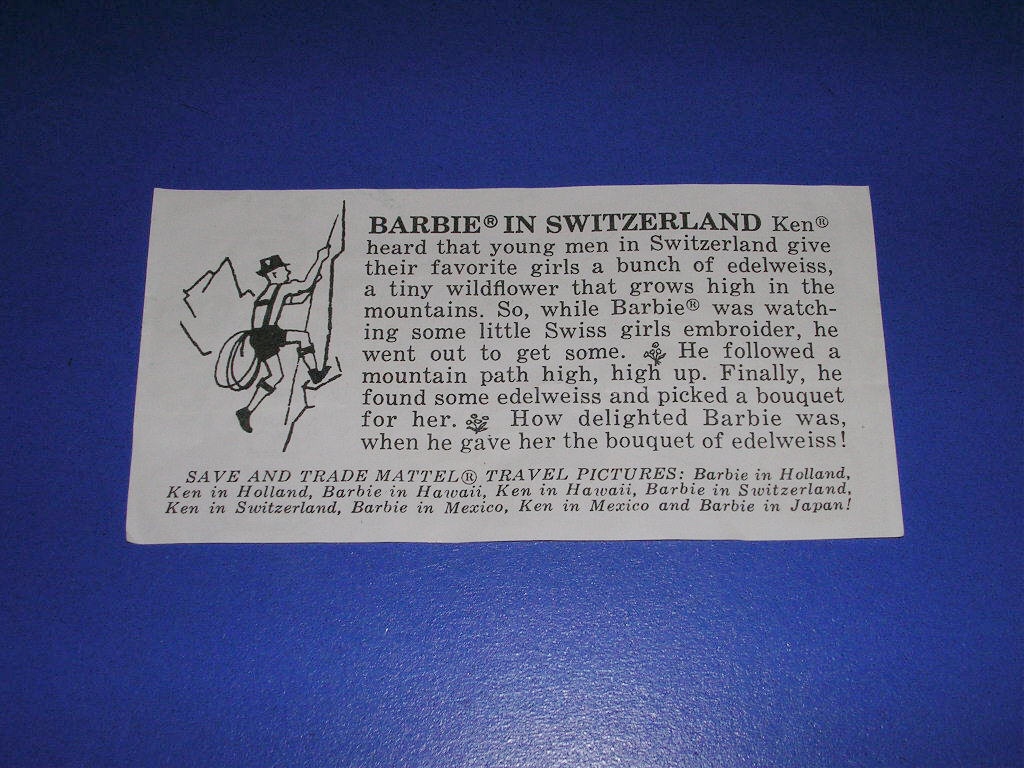 BARBIE® IN SWITZERLAND Ken®
heard that young men in Switzerland give
their favorite girls a bunch of edelweiss,
a tiny wildflower that grows high in the
mountains. So, while Barbie® was watch-
ing some little Swiss girls embroider, he
went out to get some. He followed a
mountain path high, high up. Finally, he
found some edelweiss and picked a bouquet
for her. How delighted Barbie was,
when he gave her the bouquet of edelweiss!
SAVE AND TRADE MATTEL® TRAVEL PICTURES: Barbie in Holland,
Ken in Holland, Barbie in Hawaii, Ken in Hawaii, Barbie in Switzerland,
Ken in Switzerland, Barbie in Mexico, Ken in Mexico and Barbie in Japan!